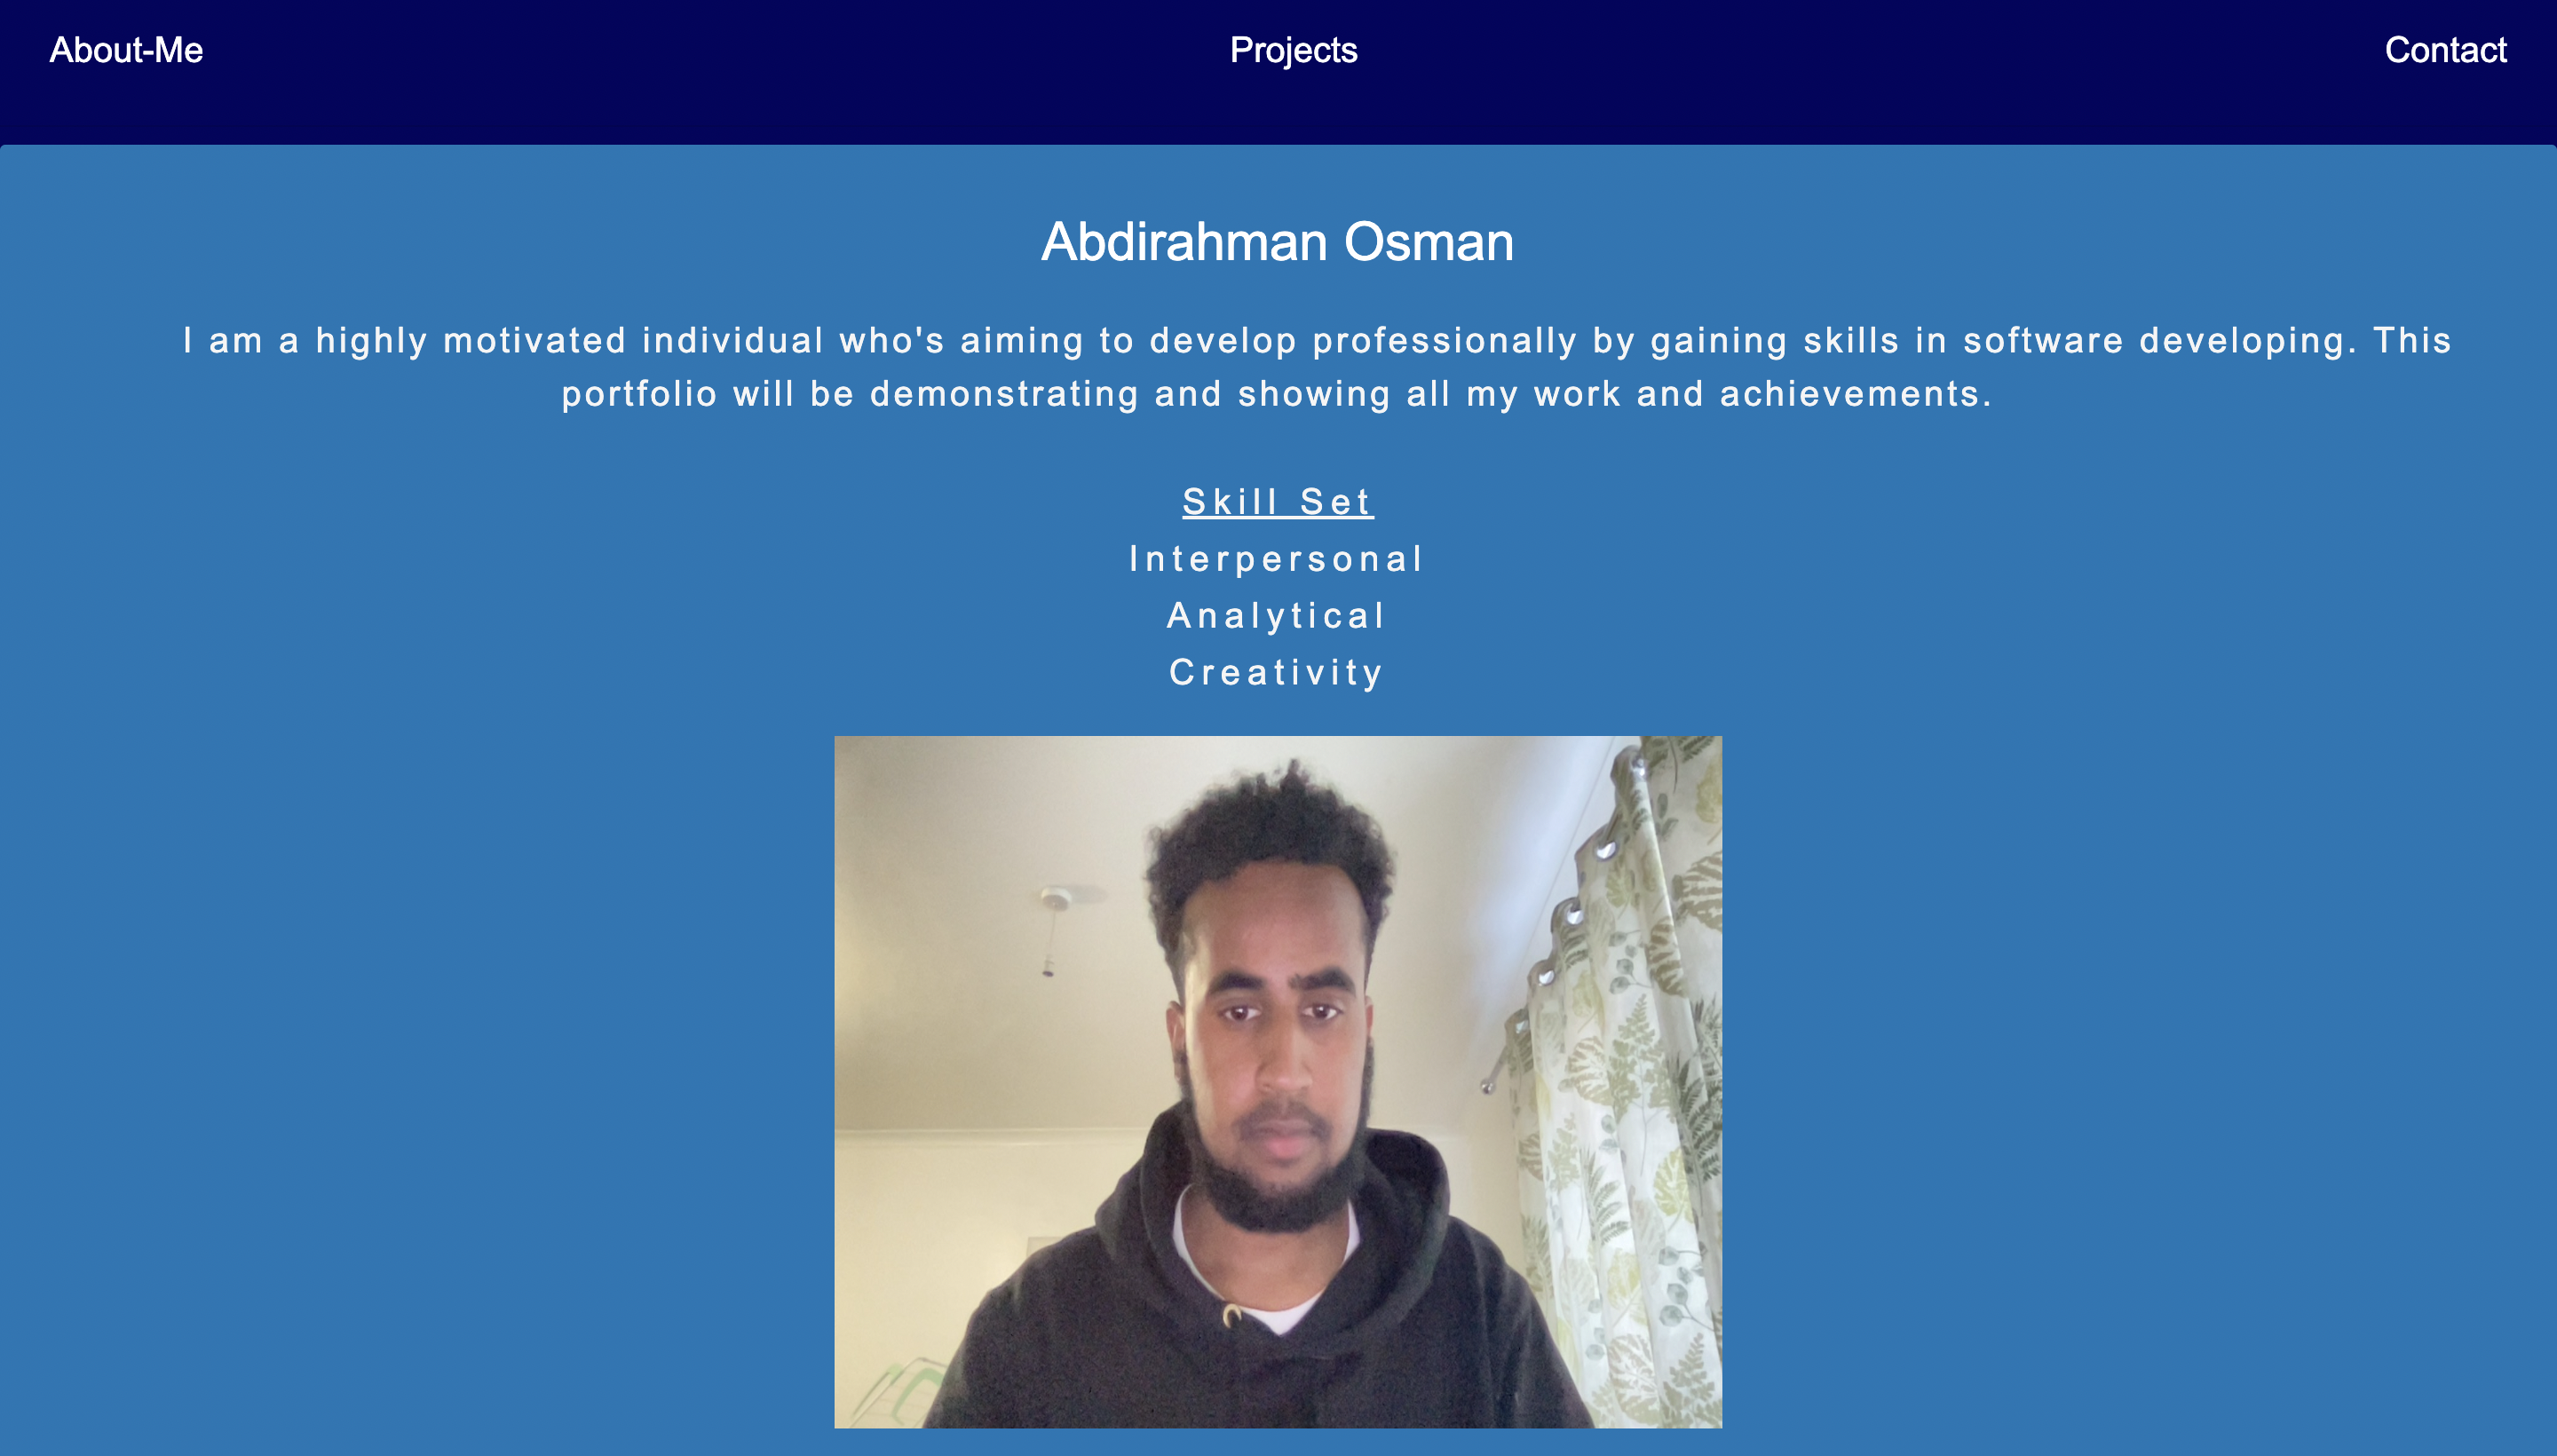 About-Me Projects Contact
Abdirahman Osman
I am a highly motivated individual who's aiming to develop professionally by gaining skills in software developing. This
portfolio will be demonstrating and showing all my work and achievements.
Skill Set
Interpersonal
Analytical
Creativity